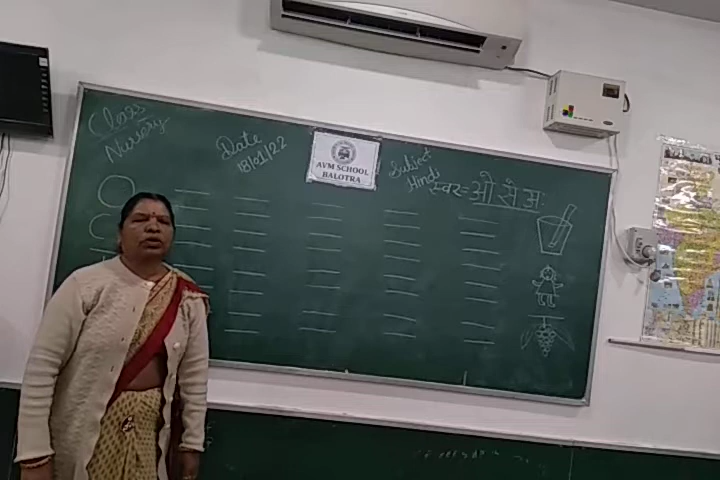 Class
Nursery
Date
18/01/22
AVM SCHOOL
BALOTRA
Subject
Hindi
स्वर = ओ से अः